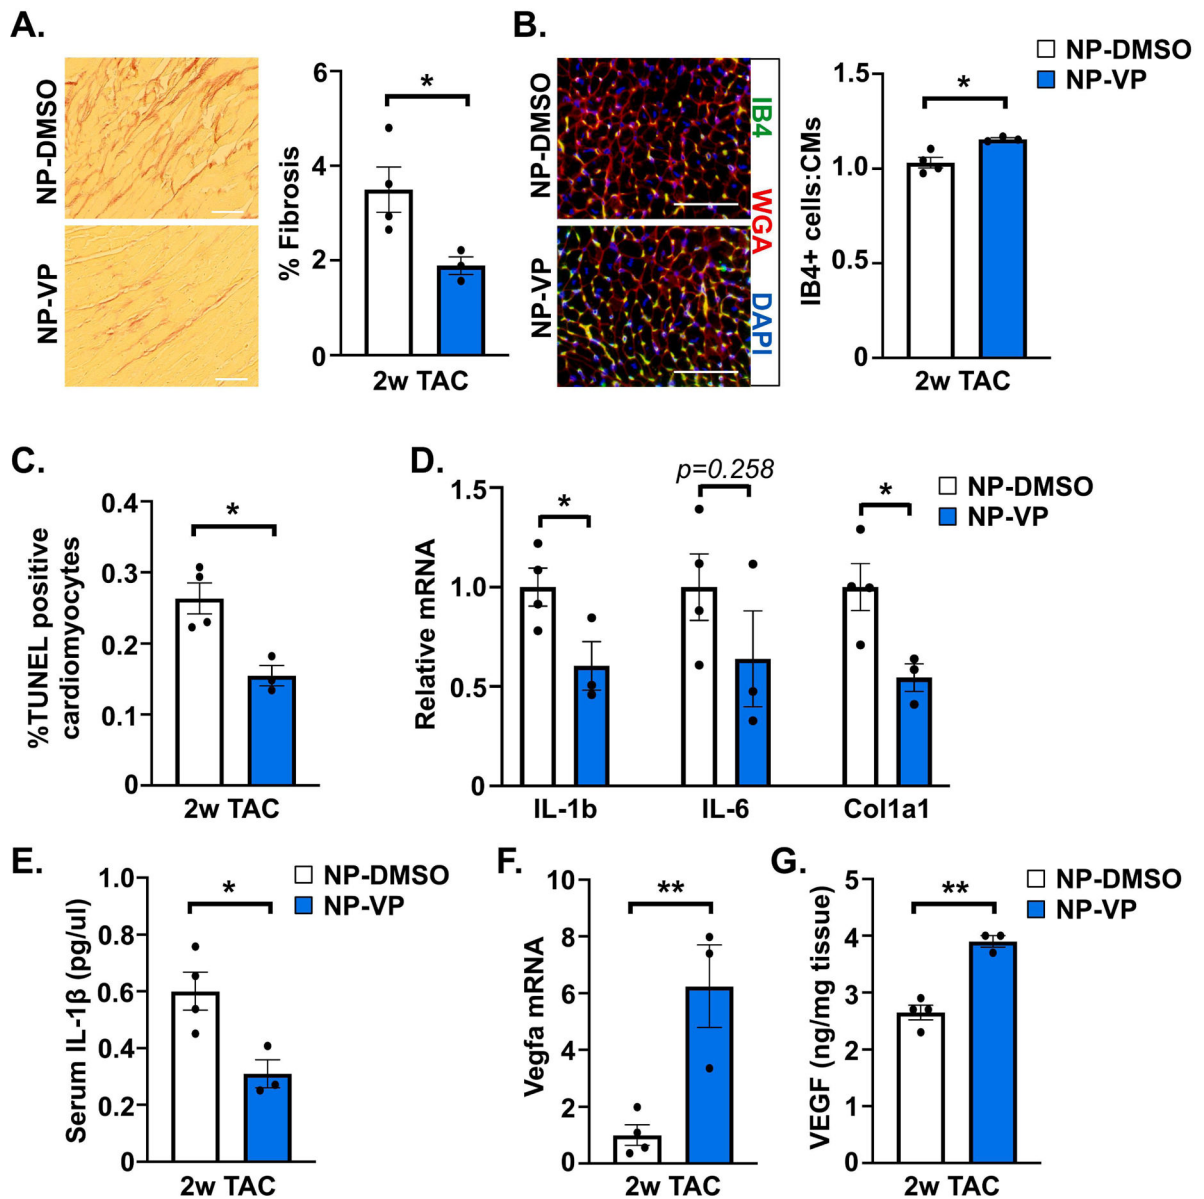 A.
NP-DMSO
NP-VP
% Fibrosis
6
4
2
0
*
2w TAC
B.
NP-DMSO
NP-VP
IB4
WGA
DAPI
NP-DMSO
NP-VP
IB4+ cells:CMs
1.5
1.0
0.5
0
*
2w TAC
C.
%TUNEL positive
cardiomyocytes
0.4
0.3
0.2
0.1
0
*
2w TAC
D.
Relative mRNA
1.5
1.0
0.5
0
*
p=0.258
*
NP-DMSO
NP-VP
IL-1b
IL-6
Col1a1
E.
Serum IL-1β (pg/ul)
1.0
0.8
0.6
0.4
0.2
0
*
NP-DMSO
NP-VP
2w TAC
F.
Vegfa mRNA
10
8
6
4
2
0
**
2w TAC
G.
VEGF (ng/mg tissue)
5
4
3
2
1
0
**
NP-DMSO
NP-VP
2w TAC